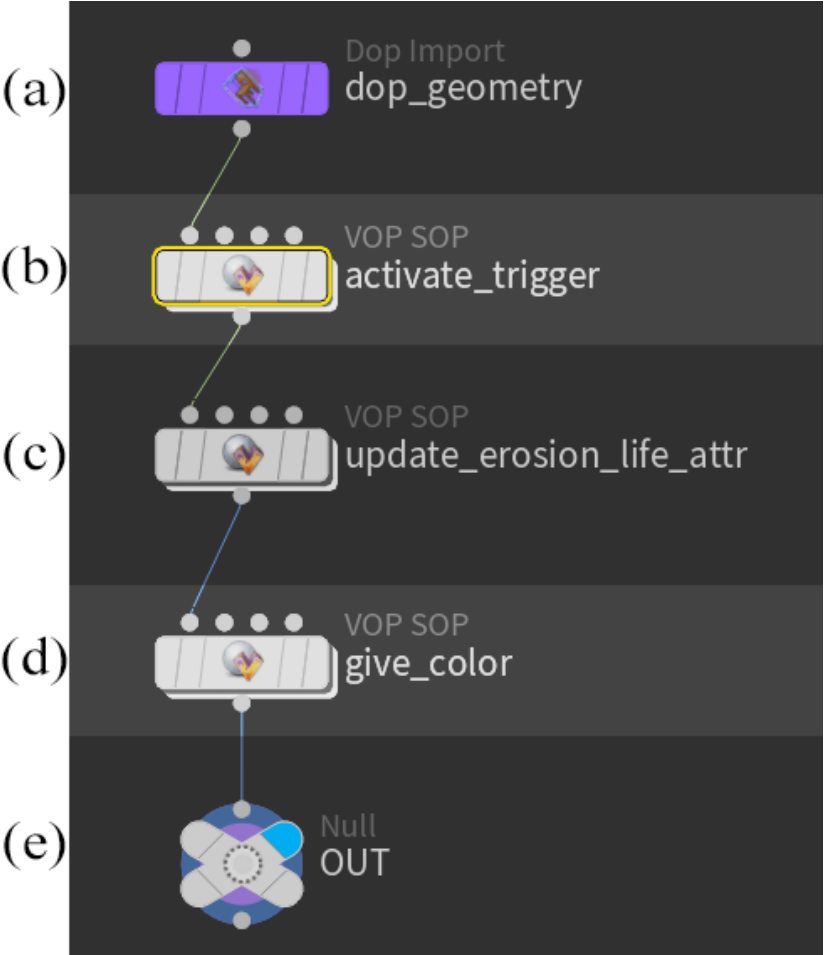 Dop Import
(a) dop_geometry
VOP SOP
(b) activate_trigger
VOP SOP
(c) update_erosion_life_attr
VOP SOP
(d) give_color
Null
(e) OUT